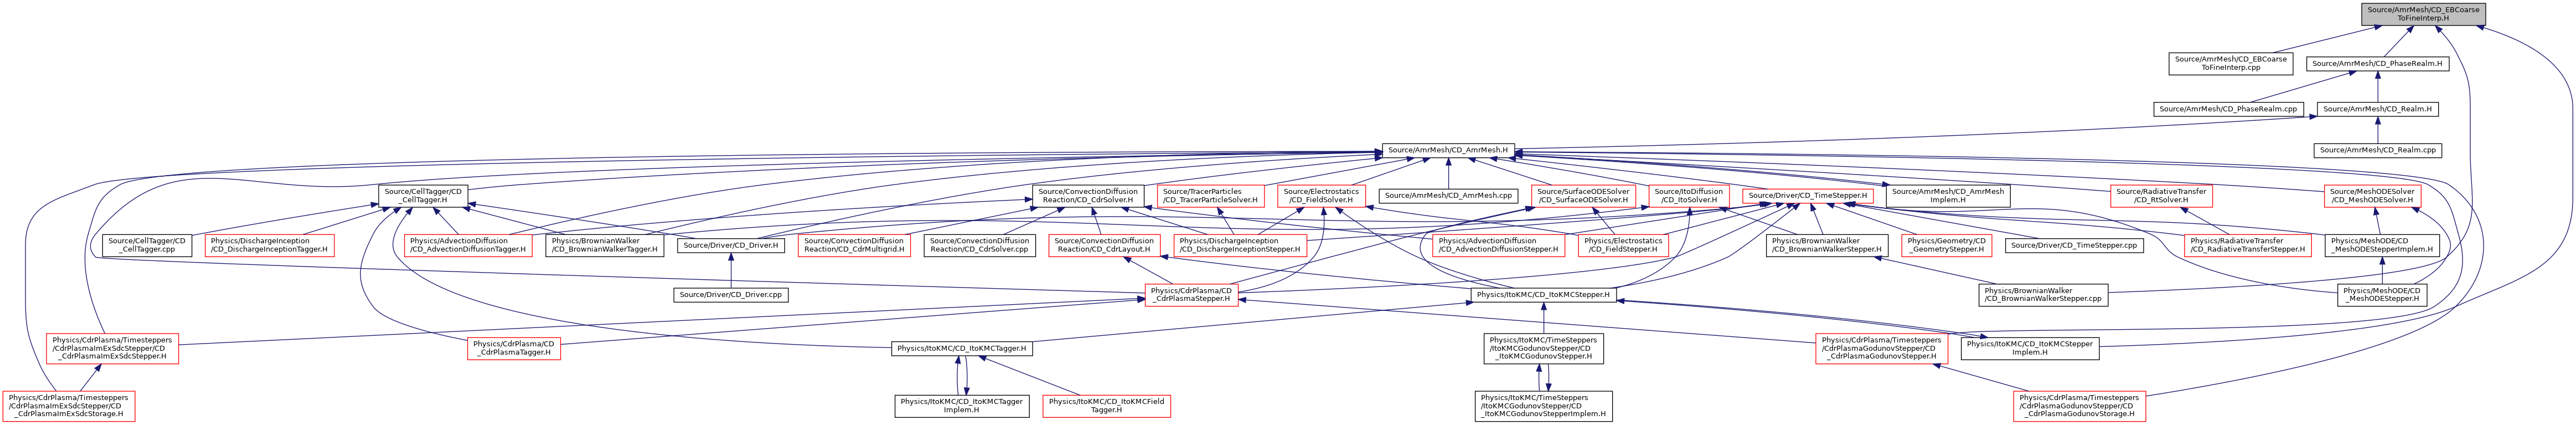 Source/AmrMesh/CD_EBCoarse
ToFineInterp.H
Source/AmrMesh/CD_EBCoarse
ToFineInterp.cpp
Source/AmrMesh/CD_PhaseRealm.H
Source/AmrMesh/CD_PhaseRealm.cpp
Source/AmrMesh/CD_Realm.H
Source/AmrMesh/CD_AmrMesh.H
Source/AmrMesh/CD_Realm.cpp
Source/CellTagger/CD
_CellTagger.H
Source/ConvectionDiffusion
Reaction/CD_CdrSolver.H
Source/TracerParticles
/CD_TracerParticleSolver.H
Source/Electrostatics
/CD_FieldSolver.H
Source/AmrMesh/CD_AmrMesh.cpp
Source/SurfaceODESolver
/CD_SurfaceODESolver.H
Source/ItoDiffusion
/CD_ItoSolver.H
Source/Driver/CD_TimeStepper.H
Source/AmrMesh/CD_AmrMesh
Implem.H
Source/RadiativeTransfer
/CD_RtSolver.H
Source/MeshODESolver
/CD_MeshODESolver.H
Source/CellTagger/CD
_CellTagger.cpp
Physics/DischargeInception
/CD_DischargeInceptionTagger.H
Physics/AdvectionDiffusion
/CD_AdvectionDiffusionTagger.H
Physics/BrownianWalker
/CD_BrownianWalkerTagger.H
Source/Driver/CD_Driver.H
Source/ConvectionDiffusion
Reaction/CD_CdrMultigrid.H
Source/ConvectionDiffusion
Reaction/CD_CdrSolver.cpp
Source/ConvectionDiffusion
Reaction/CD_CdrLayout.H
Physics/DischargeInception
/CD_DischargeInceptionStepper.H
Physics/AdvectionDiffusion
/CD_AdvectionDiffusionStepper.H
Physics/Electrostatics
/CD_FieldStepper.H
Physics/BrownianWalker
/CD_BrownianWalkerStepper.H
Physics/Geometry/CD
_GeometryStepper.H
Source/Driver/CD_TimeStepper.cpp
Physics/RadiativeTransfer
/CD_RadiativeTransferStepper.H
Physics/MeshODE/CD
_MeshODEStepperImplem.H
Source/Driver/CD_Driver.cpp
Physics/CdrPlasma/CD
_CdrPlasmaStepper.H
Physics/ItoKMC/CD_ItoKMCStepper.H
Physics/BrownianWalker
/CD_BrownianWalkerStepper.cpp
Physics/MeshODE/CD
_MeshODEStepper.H
Physics/CdrPlasma/Timesteppers
/CdrPlasmaImExSdcStepper/CD
_CdrPlasmaImExSdcStepper.H
Physics/CdrPlasma/CD
_CdrPlasmaTagger.H
Physics/ItoKMC/CD_ItoKMCTagger.H
Physics/ItoKMC/TimeSteppers
/ItoKMCGodunovStepper/CD
_ItoKMCGodunovStepper.H
Physics/CdrPlasma/Timesteppers
/CdrPlasmaGodunovStepper/CD
_CdrPlasmaGodunovStepper.H
Physics/ItoKMC/CD_ItoKMCStepper
Implem.H
Physics/CdrPlasma/Timesteppers
/CdrPlasmaImExSdcStepper/CD
_CdrPlasmaImExSdcStorage.H
Physics/ItoKMC/CD_ItoKMCTagger
Implem.H
Physics/ItoKMC/CD_ItoKMCField
Tagger.H
Physics/ItoKMC/TimeSteppers
/ItoKMCGodunovStepper/CD
_ItoKMCGodunovStepperImplem.H
Physics/CdrPlasma/Timesteppers
/CdrPlasmaGodunovStepper/CD
_CdrPlasmaGodunovStorage.H